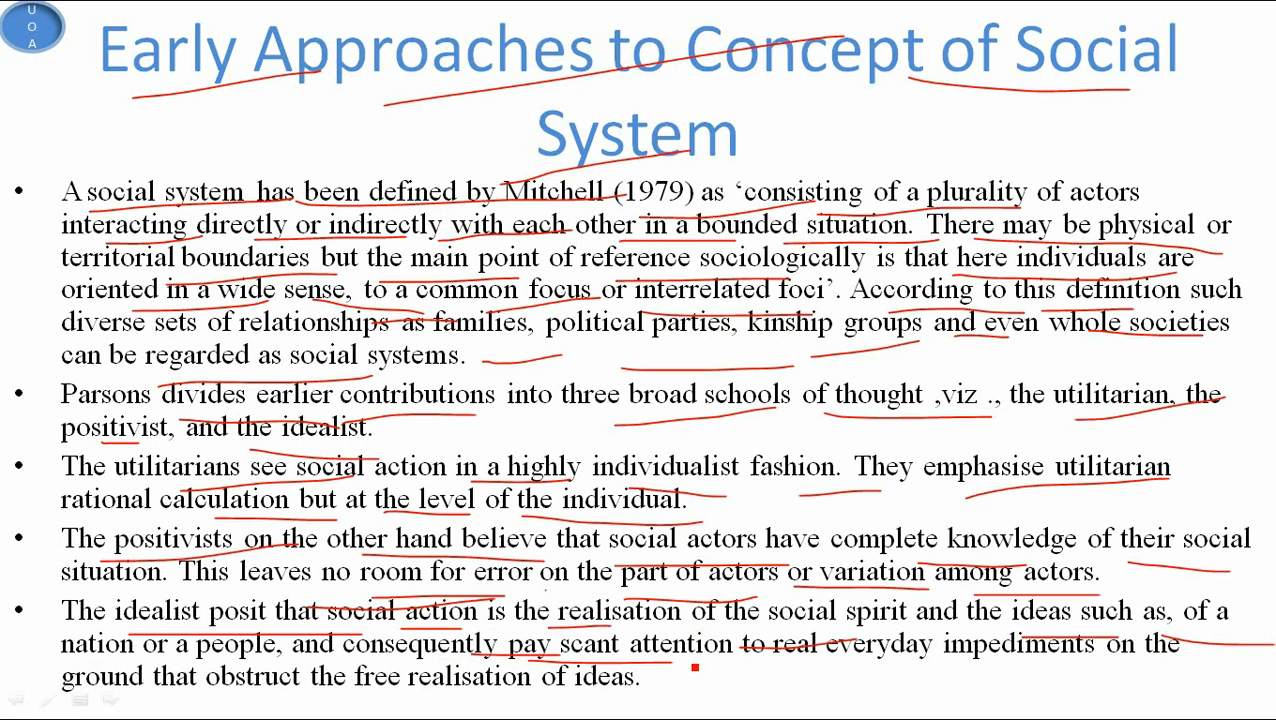 U
O
A
Early Approaches to Concept of Social
System
• A social system has been defined by Mitchell (1979) as ‘consisting of a plurality of actors
interacting directly or indirectly with each other in a bounded situation. There may be physical or
territorial boundaries but the main point of reference sociologically is that here individuals are
oriented in a wide sense, to a common focus or interrelated foci’. According to this definition such
diverse sets of relationships as families, political parties, kinship groups and even whole societies
can be regarded as social systems.
• Parsons divides earlier contributions into three broad schools of thought ,viz ., the utilitarian, the
positivist, and the idealist.
• The utilitarians see social action in a highly individualist fashion. They emphasise utilitarian
rational calculation but at the level of the individual.
• The positivists on the other hand believe that social actors have complete knowledge of their social
situation. This leaves no room for error on the part of actors or variation among actors.
• The idealist posit that social action is the realisation of the social spirit and the ideas such as, of a
nation or a people, and consequently pay scant attention to real everyday impediments on the
ground that obstruct the free realisation of ideas.